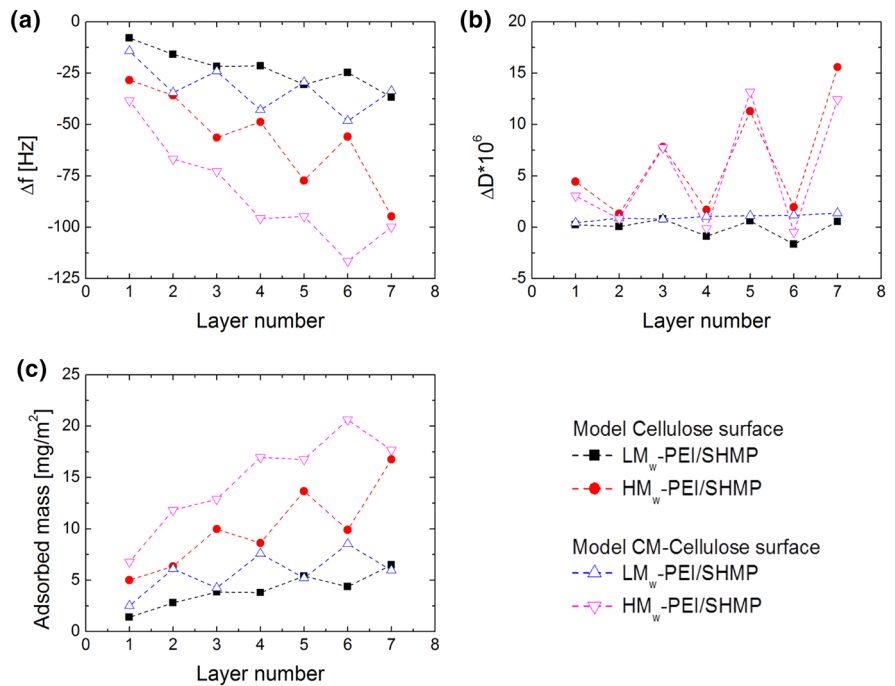 (a)
0
-25
-50
-75
-100
-125
Δf [Hz]
0 1 2 3 4 5 6 7 8
Layer number
(b)
20
15
10
5
0
-5
ΔD*10⁶
0 1 2 3 4 5 6 7 8
Layer number
(c)
25
20
15
10
5
0
Adsorbed mass [mg/m²]
0 1 2 3 4 5 6 7 8
Layer number
Model Cellulose surface
LMw-PEI/SHMP
HMw-PEI/SHMP
Model CM-Cellulose surface
LMw-PEI/SHMP
HMw-PEI/SHMP